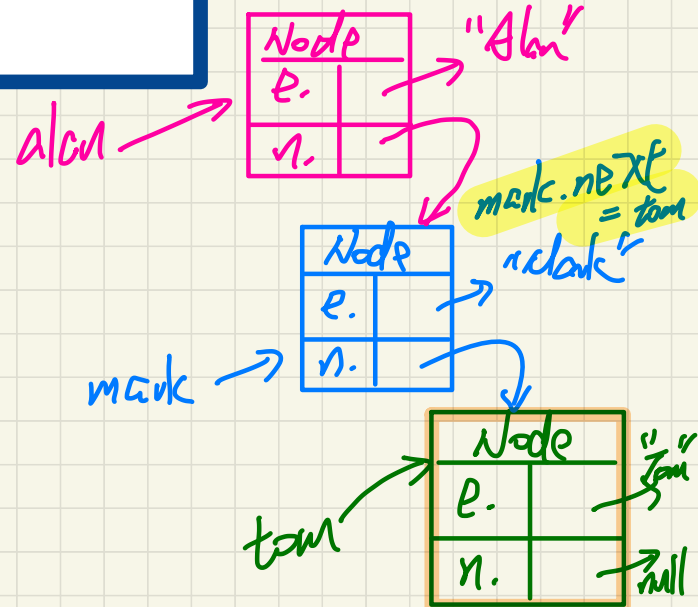 Node
"Alan"
e.
alan
n.
mark.next
= tom
Node
"Mark"
e.
n.
mark
Node
"Tom"
e.
tom
n.
null